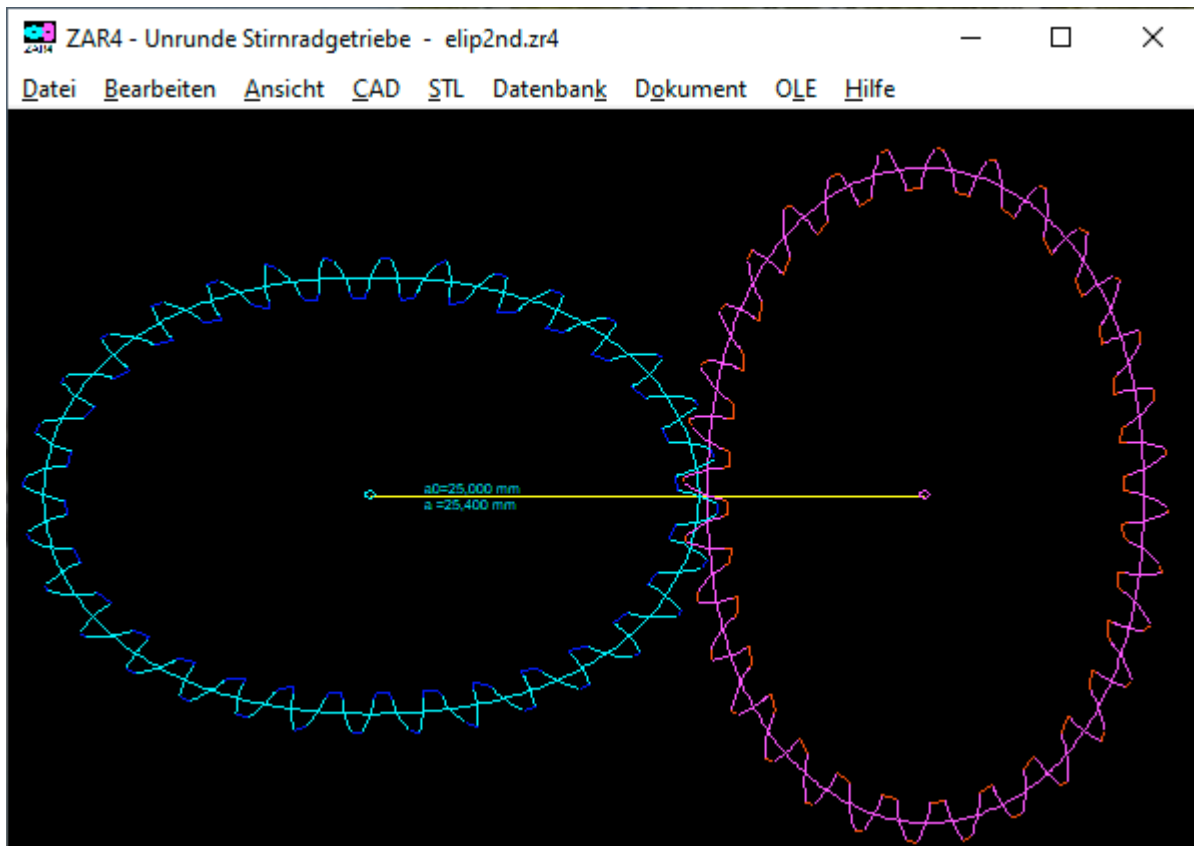 ZAR4 - Unrunde Stirnradgetriebe - elip2nd.zr4
Datei Bearbeiten Ansicht CAD STL Datenbank Dokument OLE Hilfe
a0=25,000 mm
a =25,400 mm